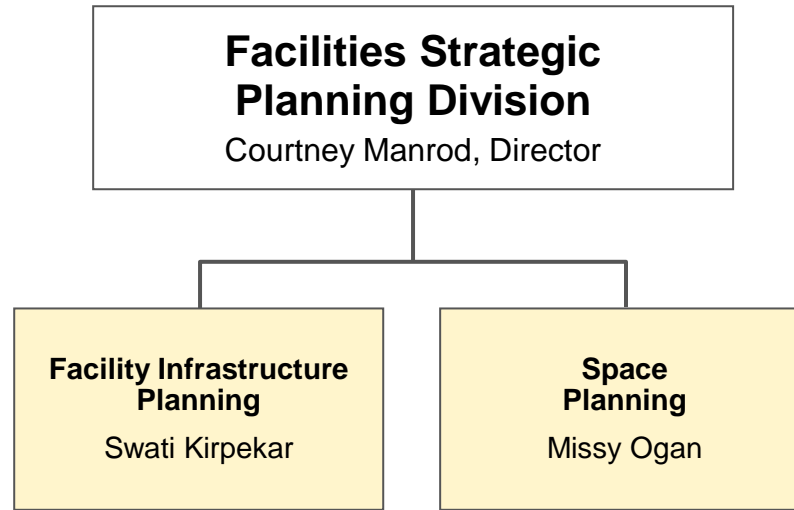 Facilities Strategic
Planning Division
Courtney Manrod, Director
Facility Infrastructure
Planning
Swati Kirpekar
Space
Planning
Missy Ogan